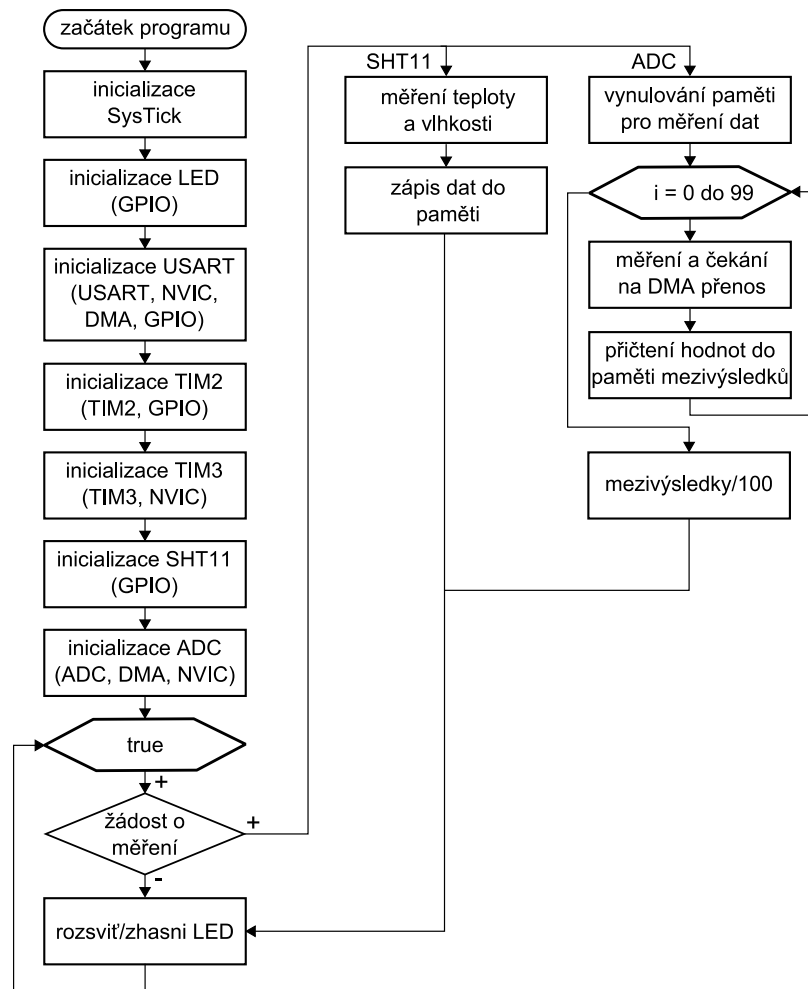 začátek programu
inicializace
SysTick
inicializace LED
(GPIO)
inicializace USART
(USART, NVIC,
DMA, GPIO)
inicializace TIM2
(TIM2, GPIO)
inicializace TIM3
(TIM3, NVIC)
inicializace SHT11
(GPIO)
inicializace ADC
(ADC, DMA, NVIC)
true
+
žádost o
měření
+
-
rozsviť/zhasni LED
SHT11
měření teploty
a vlhkosti
zápis dat do
paměti
ADC
vynulování paměti
pro měření dat
i = 0 do 99
měření a čekání
na DMA přenos
přičtení hodnot do
paměti mezivýsledků
mezivýsledky/100